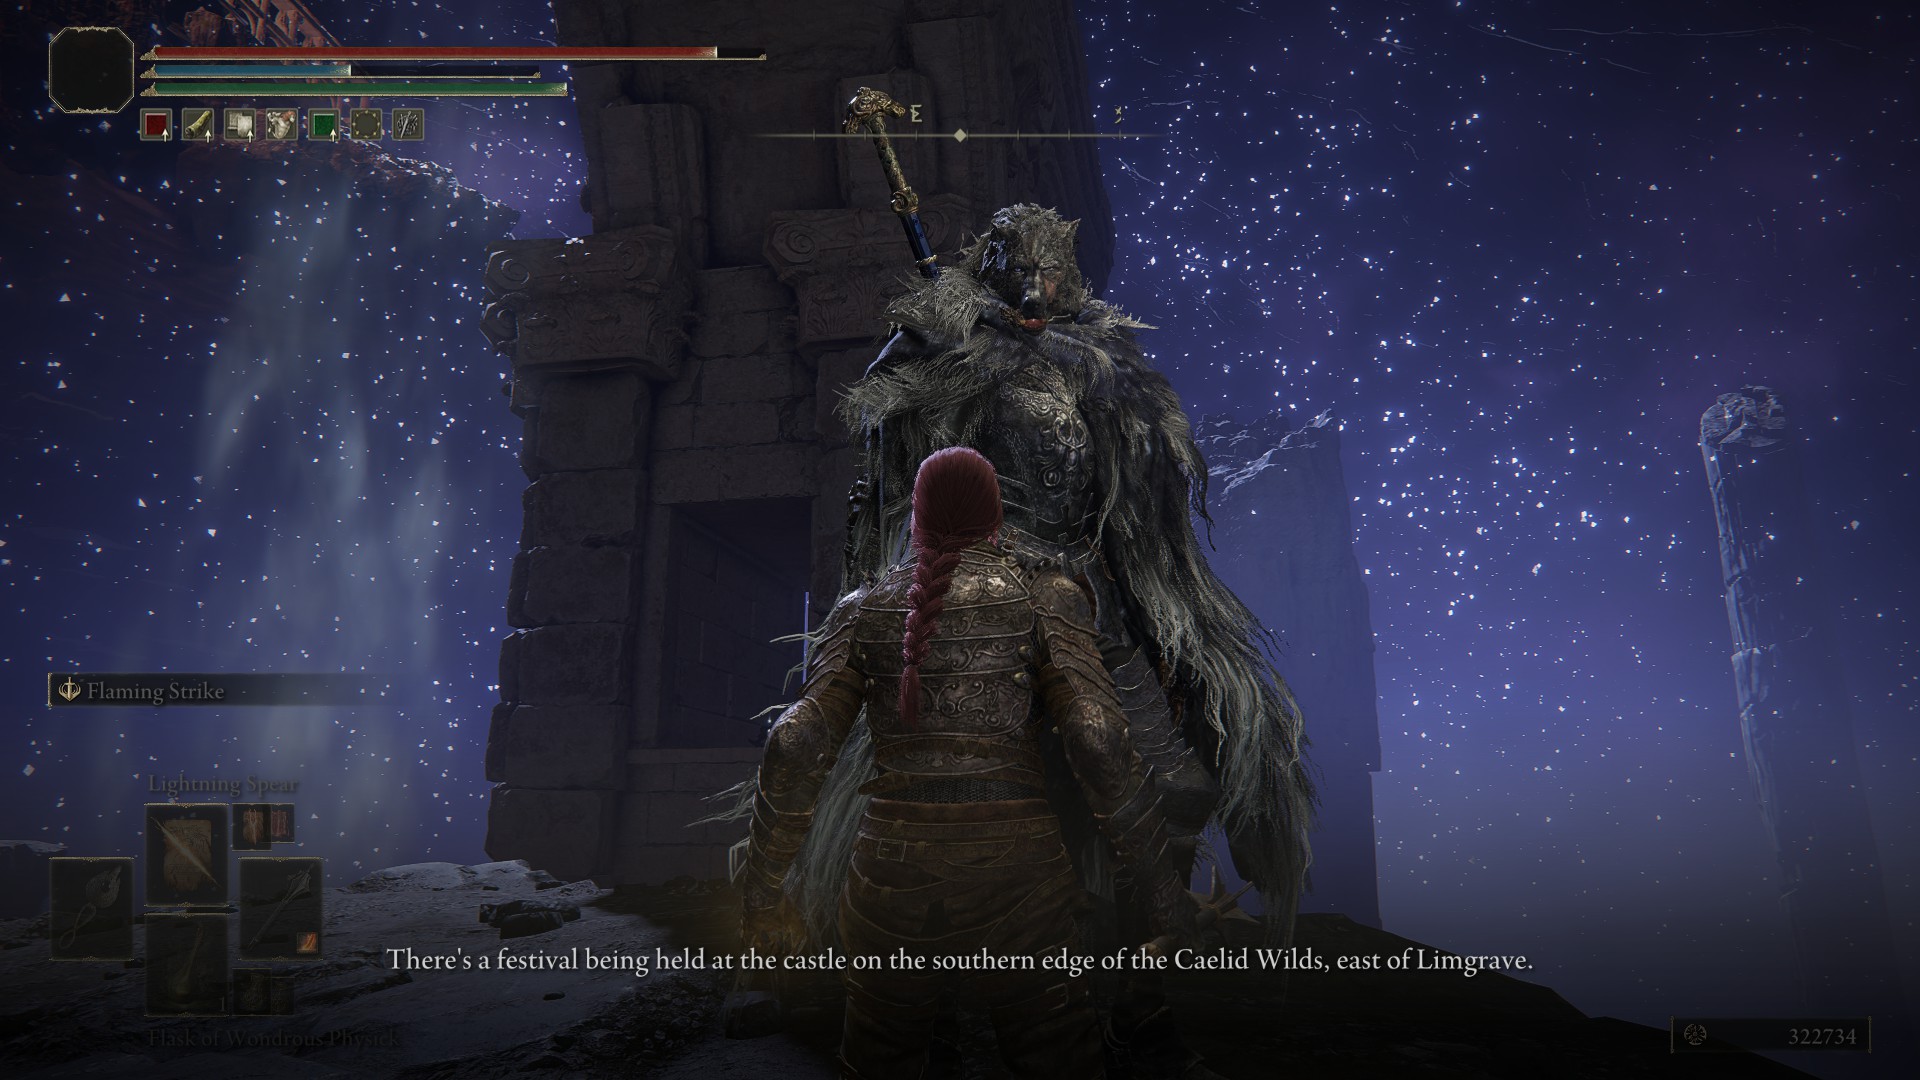 E
Flaming Strike
Lightning Spear
1
Flask of Wondrous Physick
There's a festival being held at the castle on the southern edge of the Caelid Wilds, east of Limgrave.
322734